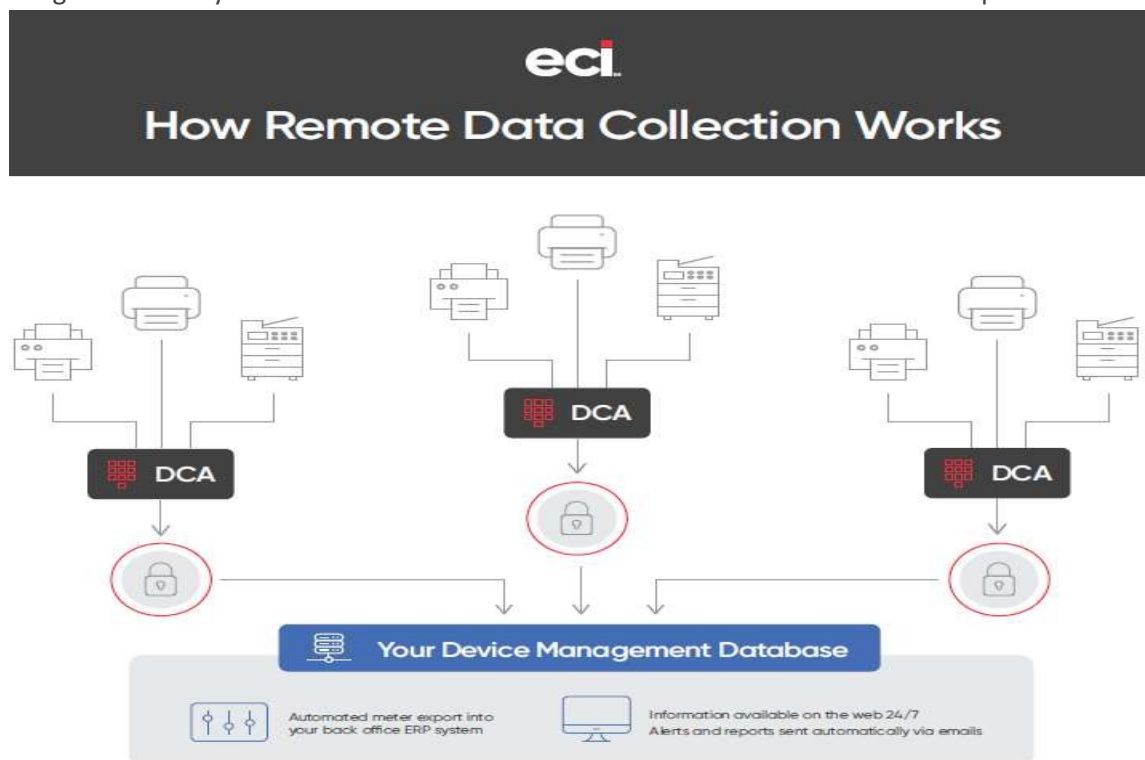 eci
How Remote Data Collection Works
DCA
DCA
DCA
Your Device Management Database
Automated meter export into
your back office ERP system
Information available on the web 24/7
Alerts and reports sent automatically via emails